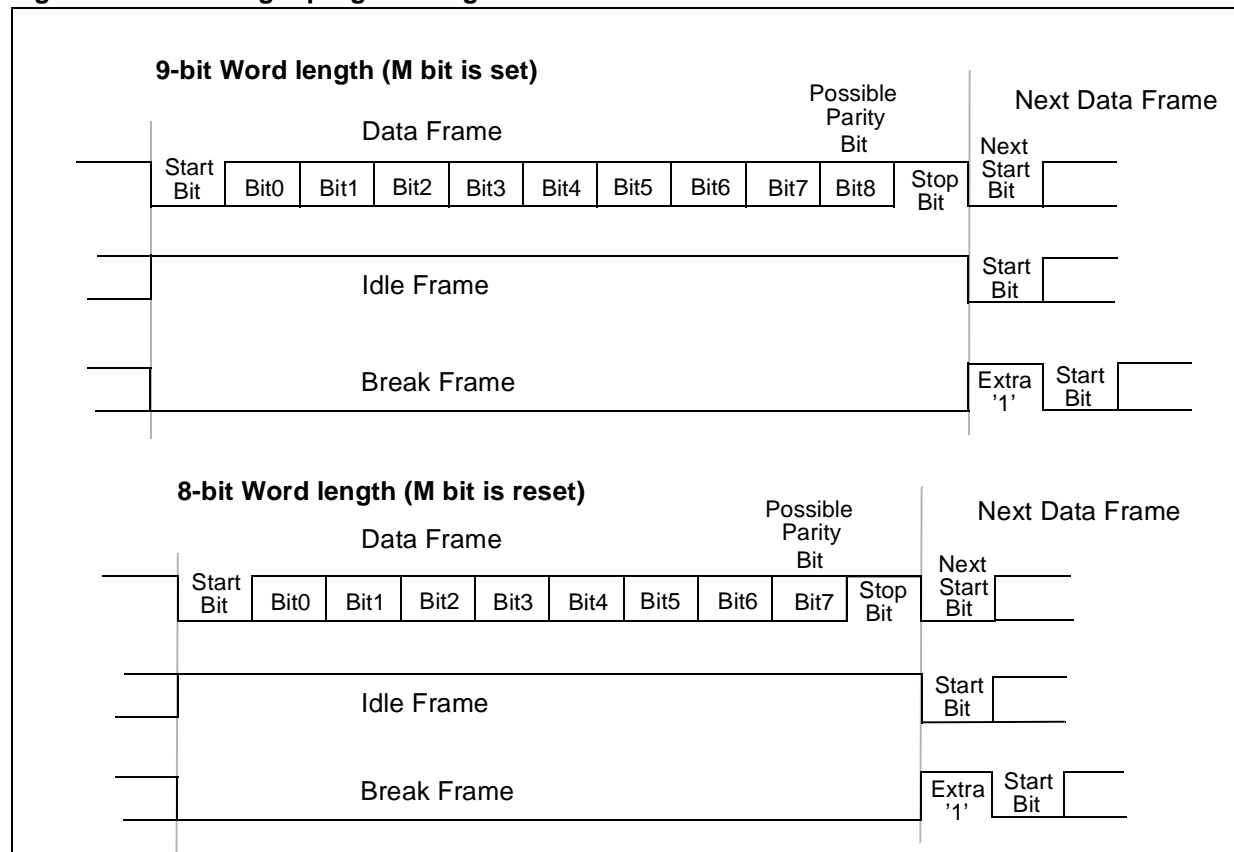 9-bit Word length (M bit is set)
Data Frame
Possible
Parity
Bit
Next Data Frame
Start
Bit
Bit0
Bit1
Bit2
Bit3
Bit4
Bit5
Bit6
Bit7
Bit8
Stop
Bit
Next
Start
Bit
Idle Frame
Start
Bit
Break Frame
Extra
'1'
Start
Bit
8-bit Word length (M bit is reset)
Data Frame
Possible
Parity
Bit
Next Data Frame
Start
Bit
Bit0
Bit1
Bit2
Bit3
Bit4
Bit5
Bit6
Bit7
Stop
Bit
Next
Start
Bit
Idle Frame
Start
Bit
Break Frame
Extra
'1'
Start
Bit